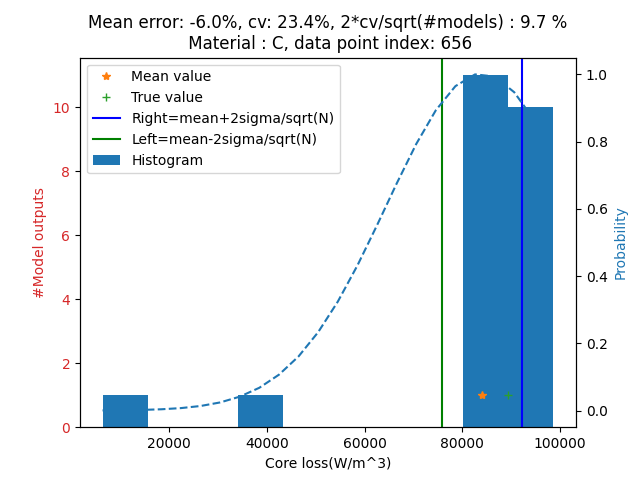 Mean error: -6.0%, cv: 23.4%, 2*cv/sqrt(#models) : 9.7 %
Material : C, data point index: 656
Mean value
True value
Right=mean+2sigma/sqrt(N)
Left=mean-2sigma/sqrt(N)
Histogram
#Model outputs
10
8
6
4
2
0
1.0
0.8
0.6
0.4
0.2
0.0
Probability
20000 40000 60000 80000 100000
Core loss(W/m^3)